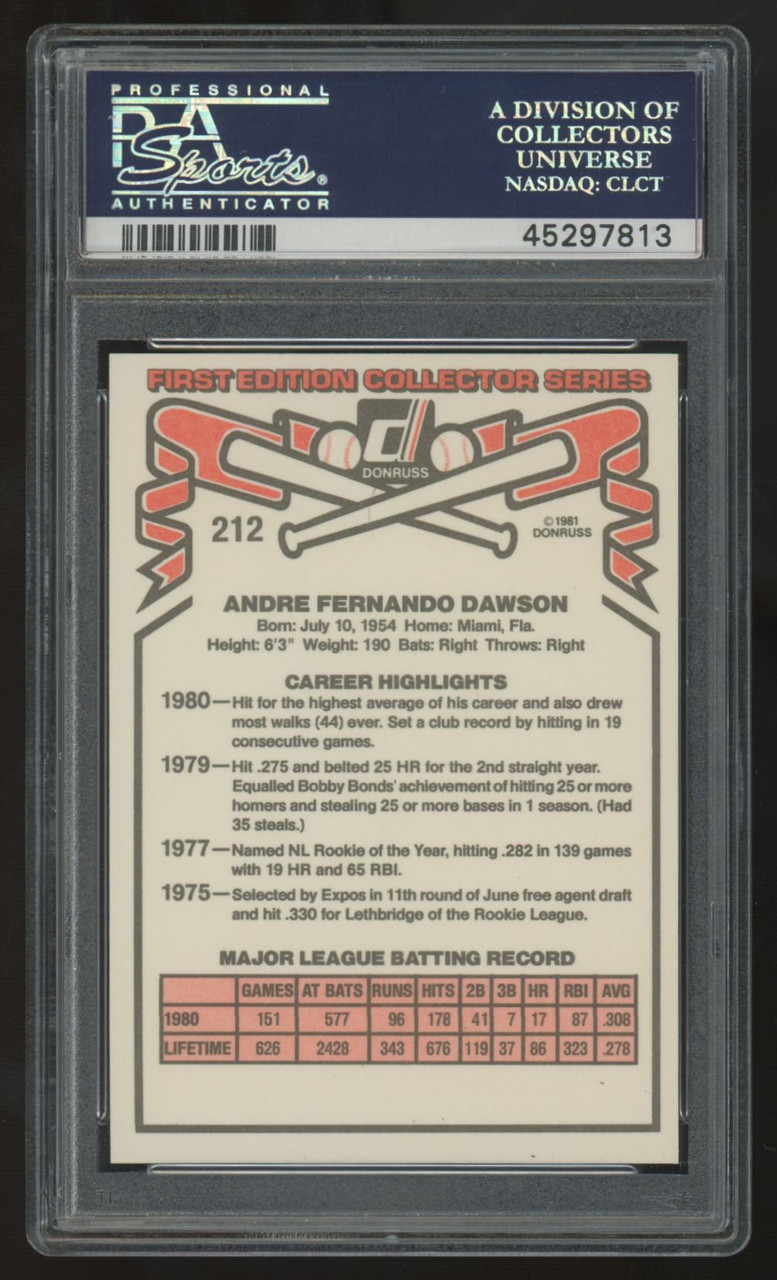 PROFESSIONAL
PSA
Sports®
AUTHENTICATOR
A DIVISION OF
COLLECTORS
UNIVERSE
NASDAQ: CLCT
45297813
FIRST EDITION COLLECTOR SERIES
d
DONRUSS
212
©1981
DONRUSS
ANDRE FERNANDO DAWSON
Born: July 10, 1954 Home: Miami, Fla.
Height: 6'3" Weight: 190 Bats: Right Throws: Right
CAREER HIGHLIGHTS
1980—Hit for the highest average of his career and also drew
most walks (44) ever. Set a club record by hitting in 19
consecutive games.
1979—Hit .275 and belted 25 HR for the 2nd straight year.
Equalled Bobby Bonds' achievement of hitting 25 or more
homers and stealing 25 or more bases in 1 season. (Had
35 steals.)
1977—Named NL Rookie of the Year, hitting .282 in 139 games
with 19 HR and 65 RBI.
1975—Selected by Expos in 11th round of June free agent draft
and hit .330 for Lethbridge of the Rookie League.
MAJOR LEAGUE BATTING RECORD
GAMES AT BATS RUNS HITS 2B 3B HR RBI AVG
1980 151 577 96 178 41 7 17 87 .308
LIFETIME 626 2428 343 676 119 37 86 323 .278